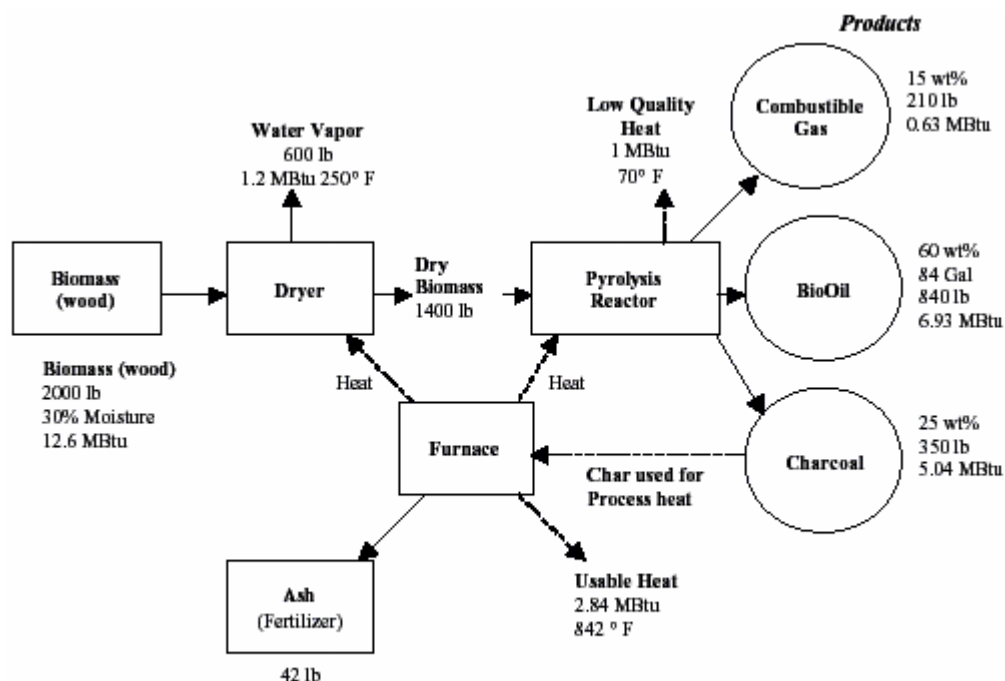 Products
Combustible
Gas
15 wt%
210 lb
0.63 MBtu
Low Quality
Heat
1 MBtu
70° F
Water Vapor
600 lb
1.2 MBtu 250° F
Biomass
(wood)
Dryer
Dry
Biomass
1400 lb
Pyrolysis
Reactor
BioOil
60 wt%
84 Gal
840 lb
6.93 MBtu
Biomass (wood)
2000 lb
30% Moisture
12.6 MBtu
Heat
Heat
Furnace
Char used for
Process heat
Charcoal
25 wt%
350 lb
5.04 MBtu
Ash
(Fertilizer)
42 lb
Usable Heat
2.84 MBtu
842 ° F